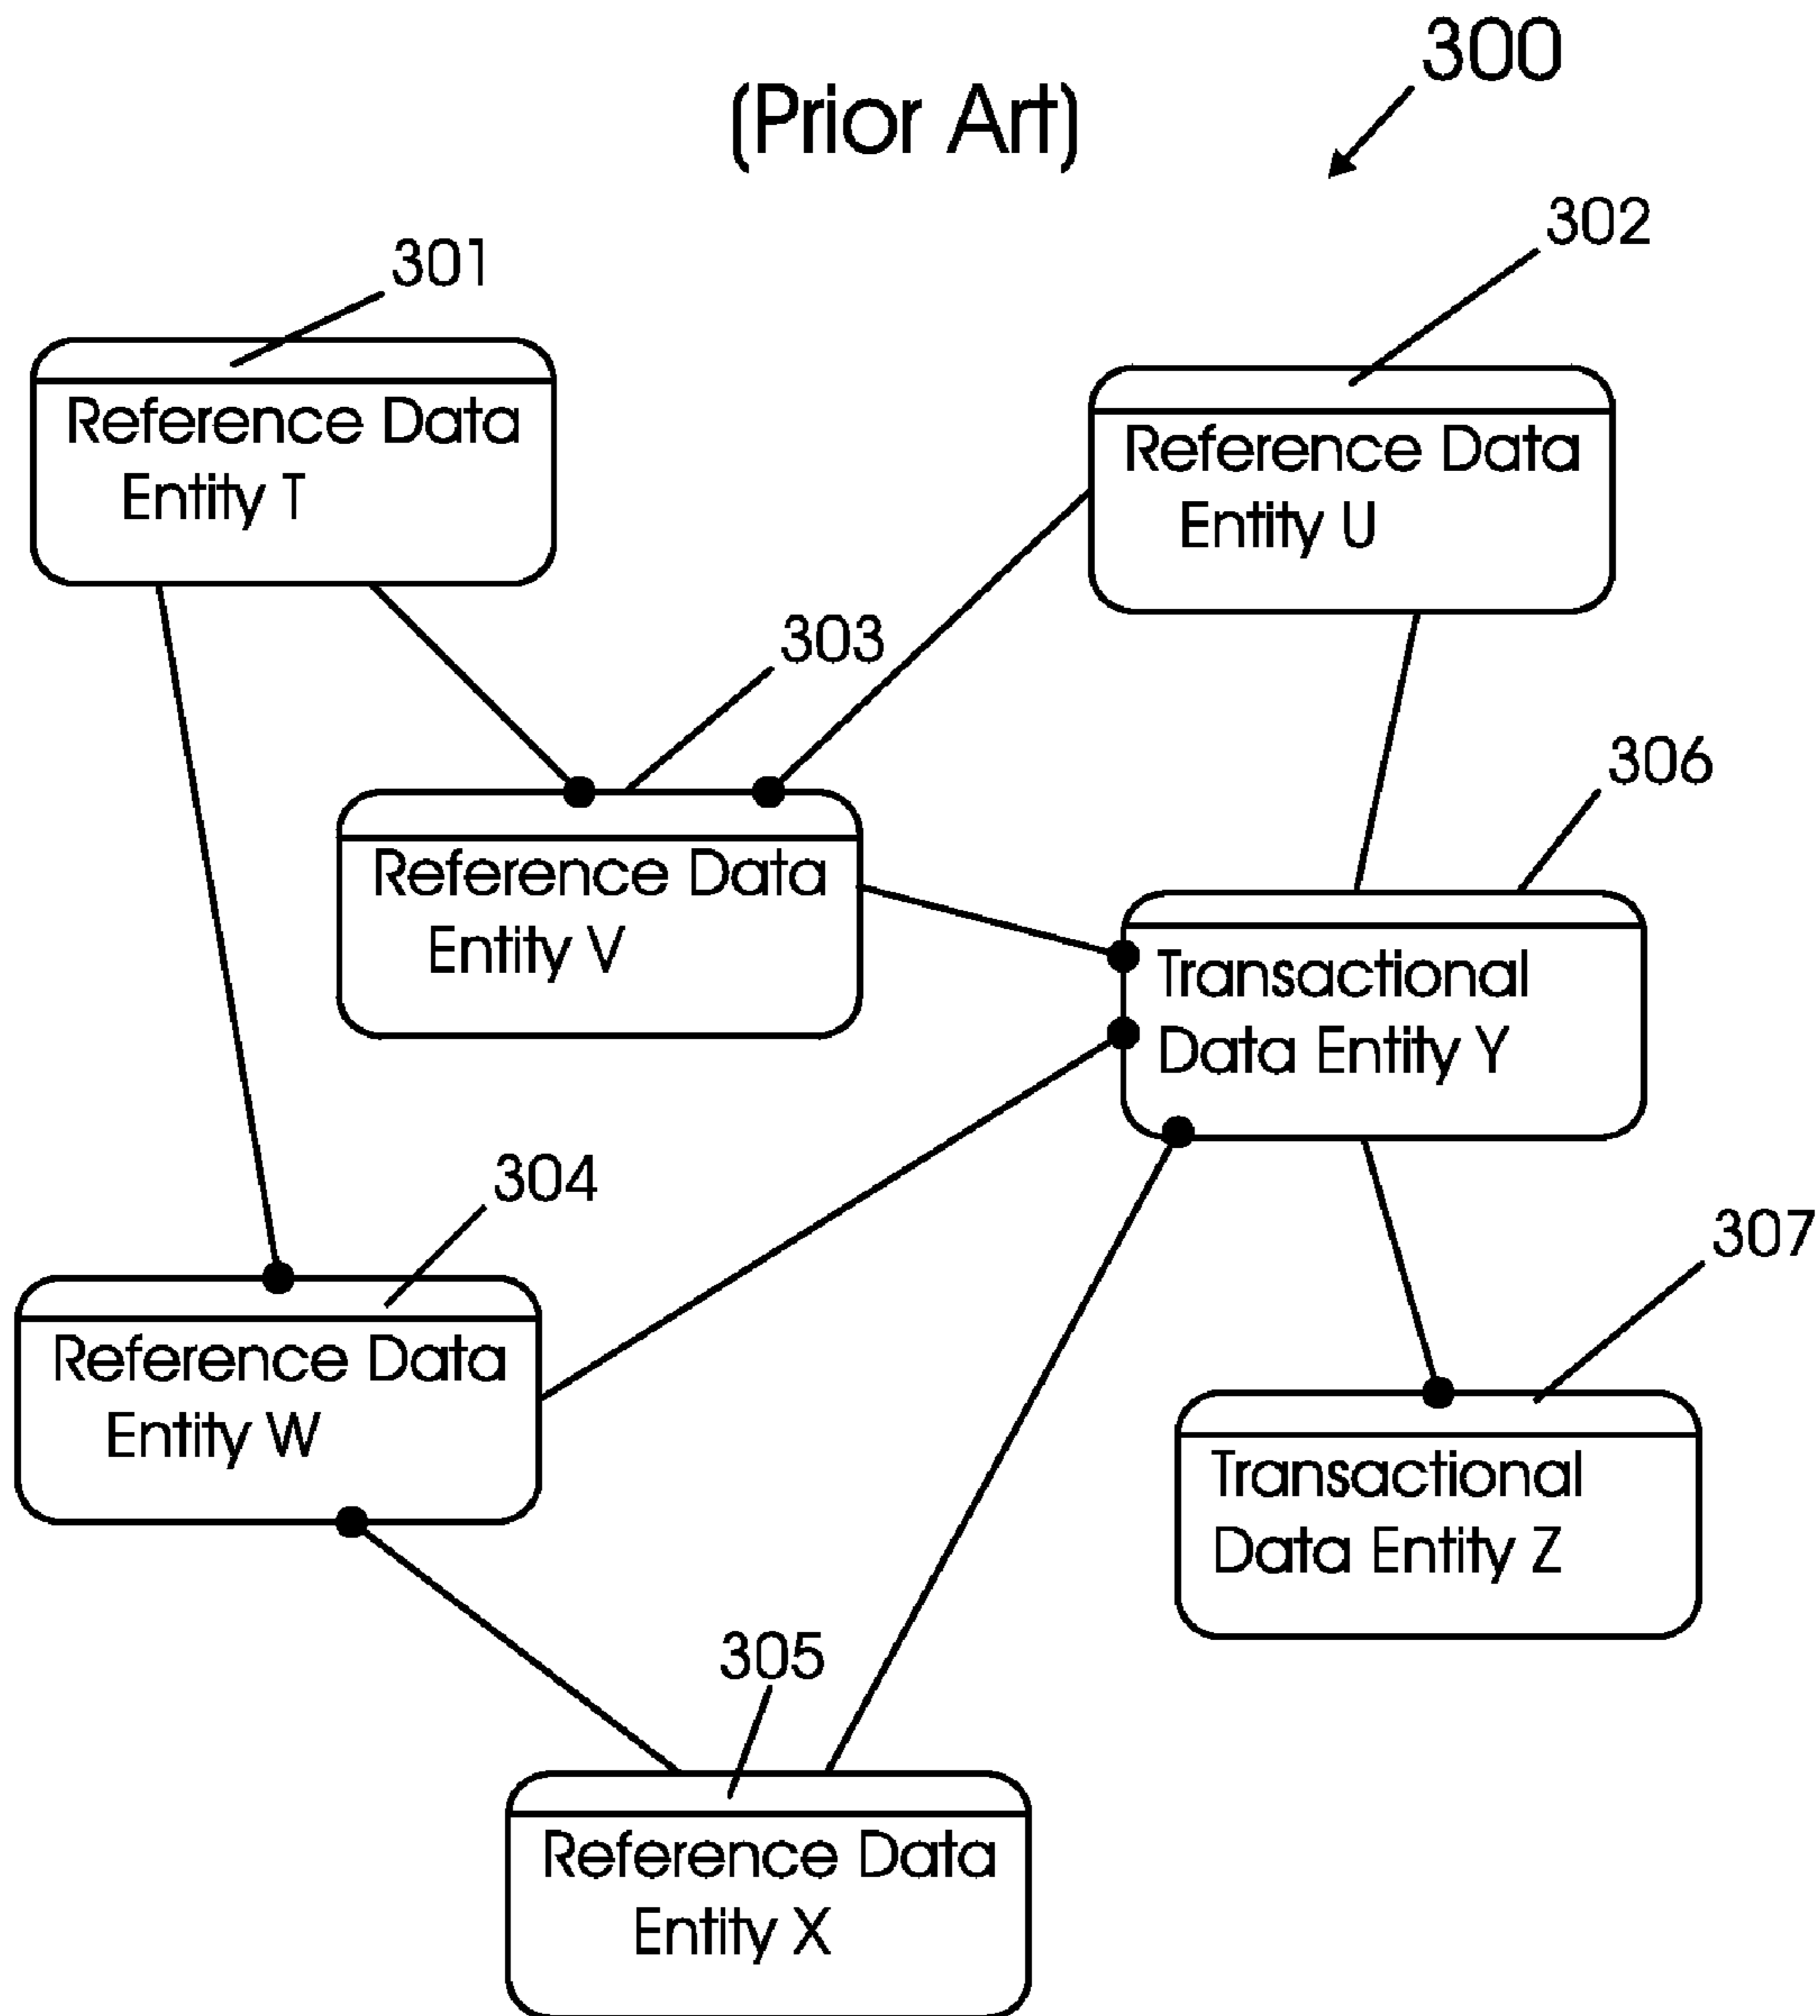 300
(Prior Art)
302
301
Reference Data
Entity T
Reference Data
Entity U
303
306
Reference Data
Entity V
Transactional
Data Entity Y
304
307
Reference Data
Entity W
Transactional
Data Entity Z
305
Reference Data
Entity X